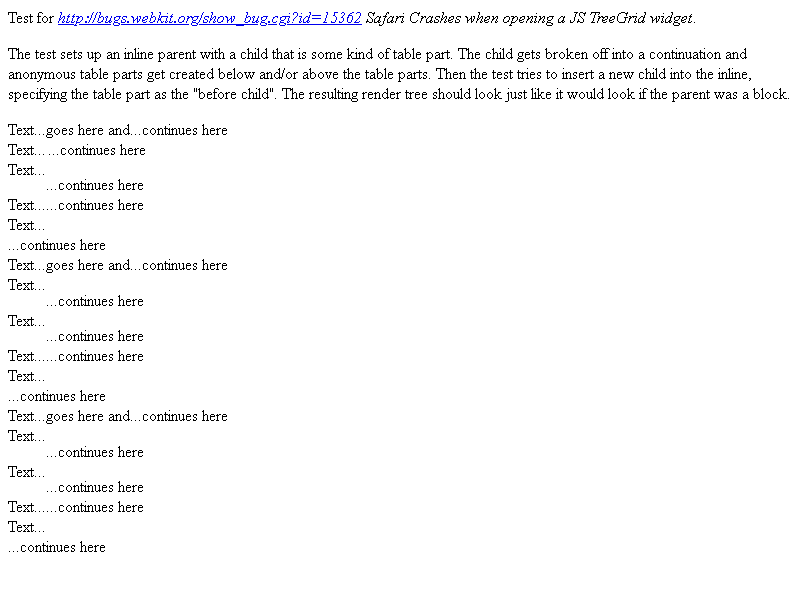 Test for http://bugs.webkit.org/show_bug.cgi?id=15362 Safari Crashes when opening a JS TreeGrid widget.
The test sets up an inline parent with a child that is some kind of table part. The child gets broken off into a continuation and
anonymous table parts get created below and/or above the table parts. Then the test tries to insert a new child into the inline,
specifying the table part as the "before child". The resulting render tree should look just like it would look if the parent was a block.
Text...goes here and...continues here
Text... ...continues here
Text...
...continues here
Text......continues here
Text...
...continues here
Text...goes here and...continues here
Text...
...continues here
Text...
...continues here
Text......continues here
Text...
...continues here
Text...goes here and...continues here
Text...
...continues here
Text...
...continues here
Text......continues here
Text...
...continues here